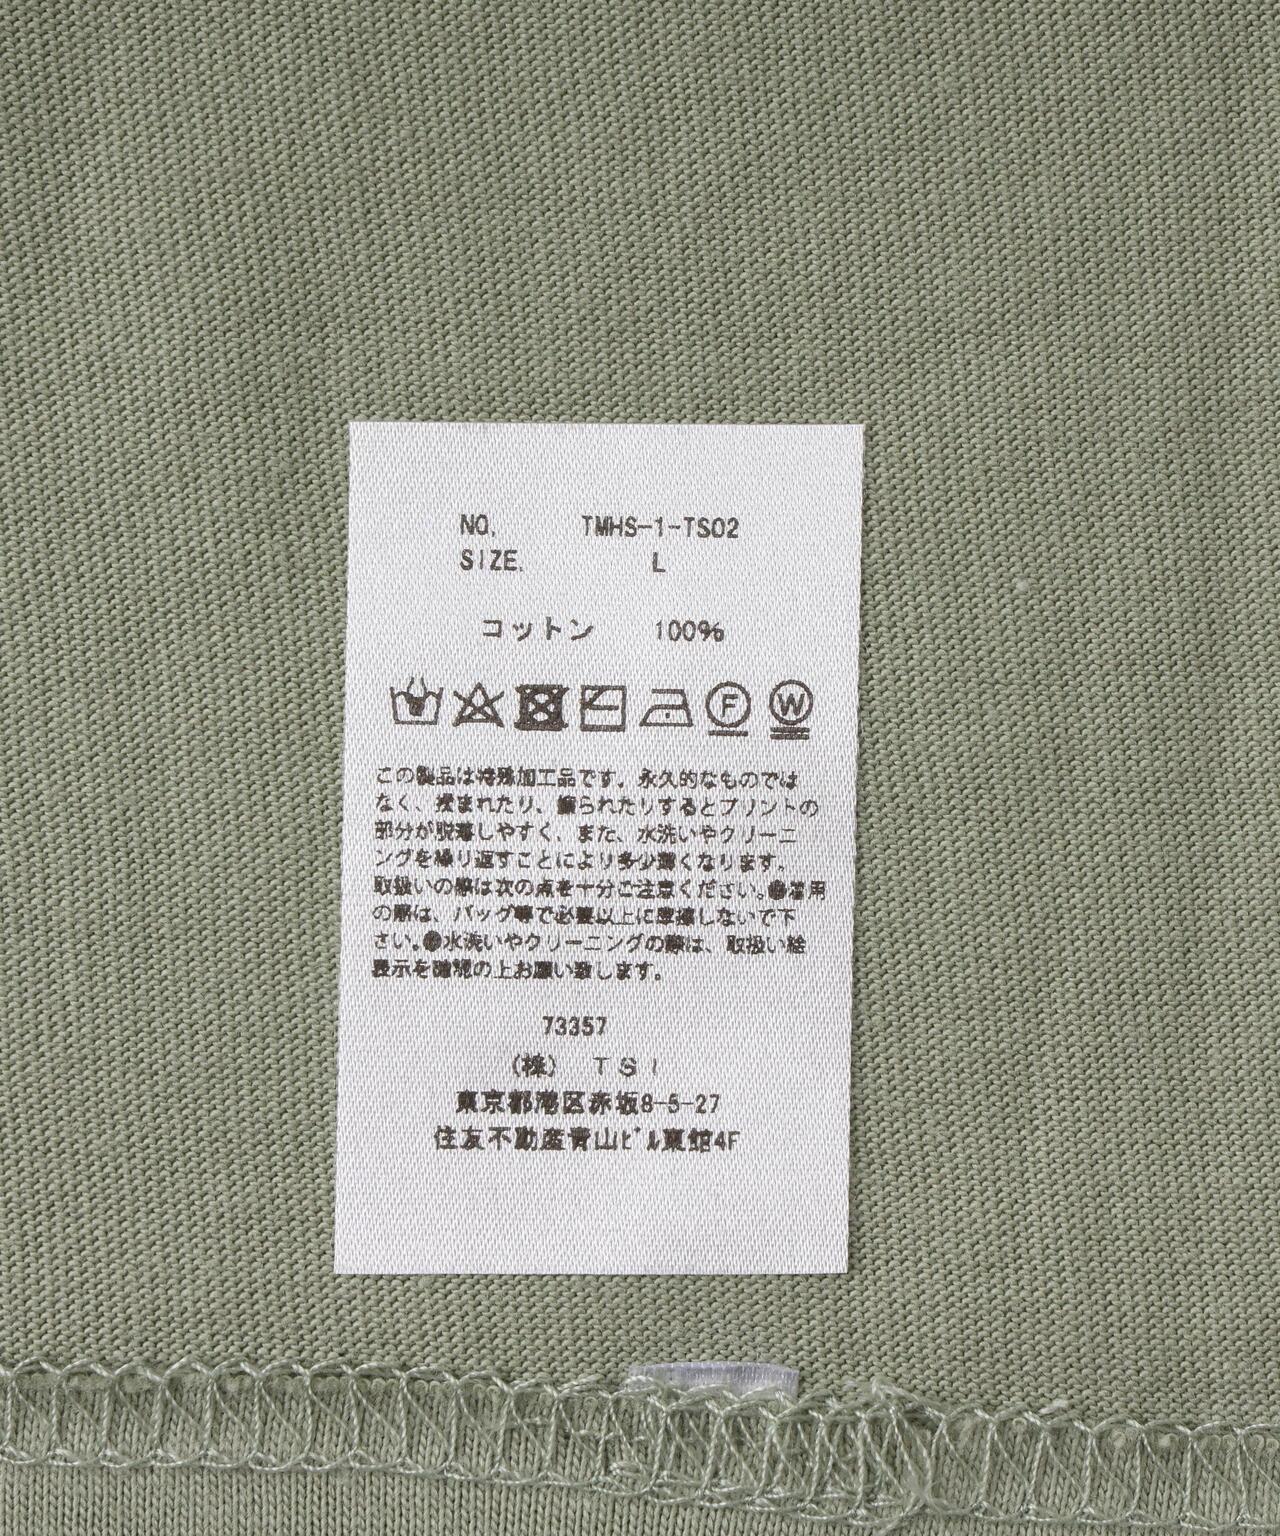 NO. TMHS-1-TS02
SIZE. L
コットン 100%
F W
この製品は特殊加工品です。永久的なものでは
なく、揉まれたり、擦られたりするとプリントの
部分が脱落しやすく、また、水洗いやクリーニ
ングを繰り返すことにより多少薄くなります。
取扱いの際は次の点を十分ご注意ください。●着用
の際は、バッグ等で必要以上に摩擦しないで下
さい。●水洗いやクリーニングの際は、取扱い絵
表示を確認の上お願い致します。
73357
(株) TSI
東京都港区赤坂8-5-27
住友不動産青山ビル東館4F